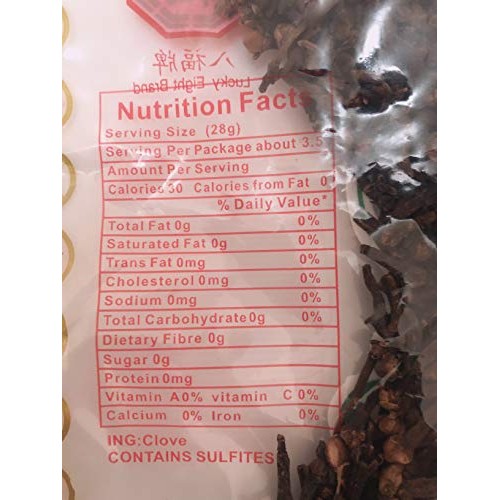 八福牌
Lucky Eight Brand
Nutrition Facts
Serving Size (28g)
Serving Per Package about 3.5
Amount Per Serving
Calories 30 Calories from Fat 0
% Daily Value*
Total Fat 0g 0%
Saturated Fat 0g 0%
Trans Fat 0mg 0%
Cholesterol 0mg 0%
Sodium 0mg 0%
Total Carbohydrate 0g 0%
Dietary Fibre 0g
Sugar 0g
Protein 0mg
Vitamin A 0% vitamin C 0%
Calcium 0% Iron 0%
ING:Clove
CONTAINS SULFITES